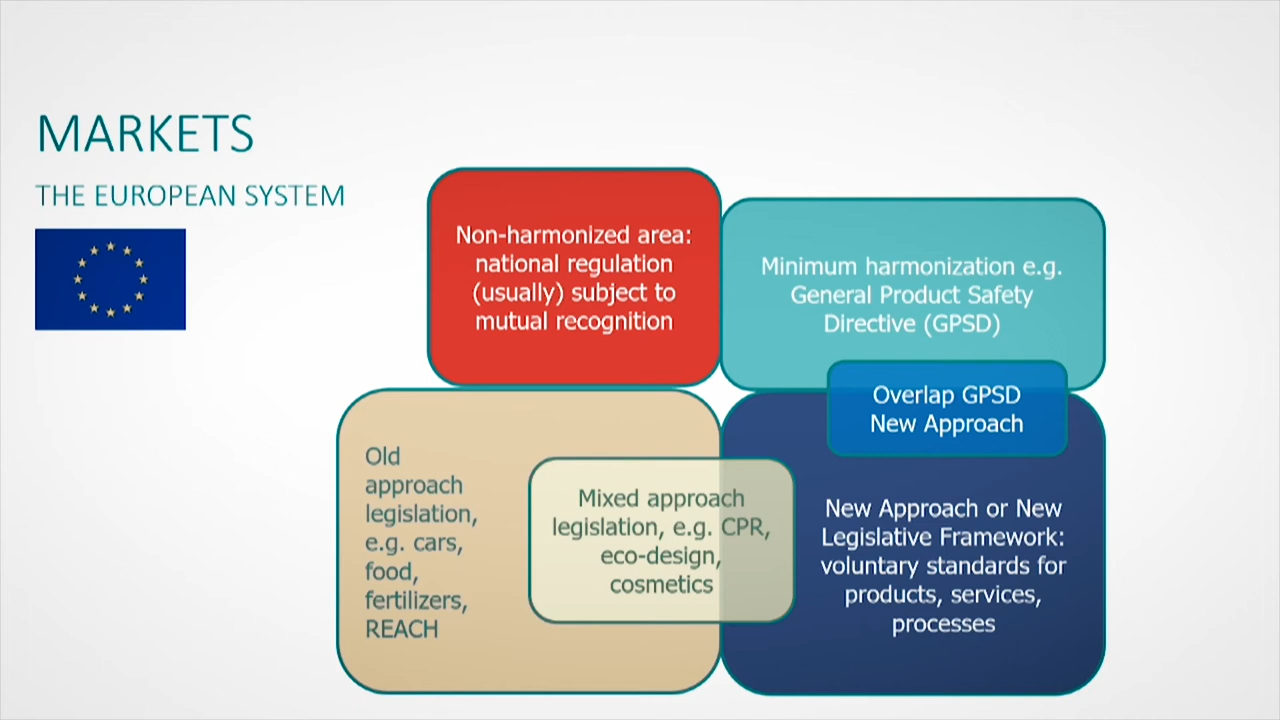 MARKETS
THE EUROPEAN SYSTEM
Non-harmonized area:
national regulation
(usually) subject to
mutual recognition
Minimum harmonization e.g.
General Product Safety
Directive (GPSD)
Overlap GPSD
New Approach
Old
approach
legislation,
e.g. cars,
food,
fertilizers,
REACH
Mixed approach
legislation, e.g. CPR,
eco-design,
cosmetics
New Approach or New
Legislative Framework:
voluntary standards for
products, services,
processes